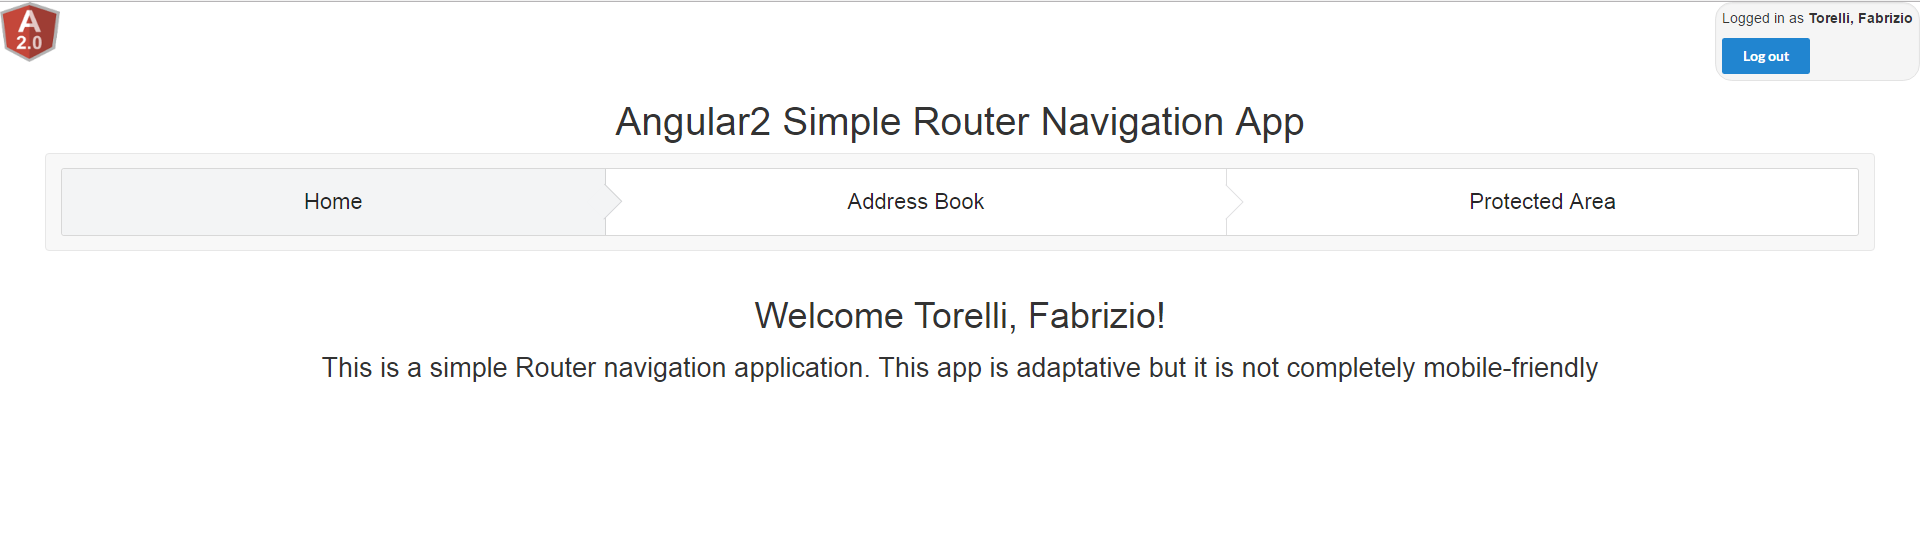 A
2.0
Logged in as Torelli, Fabrizio
Log out
Angular2 Simple Router Navigation App
Home
Address Book
Protected Area
Welcome Torelli, Fabrizio!
This is a simple Router navigation application. This app is adaptative but it is not completely mobile-friendly